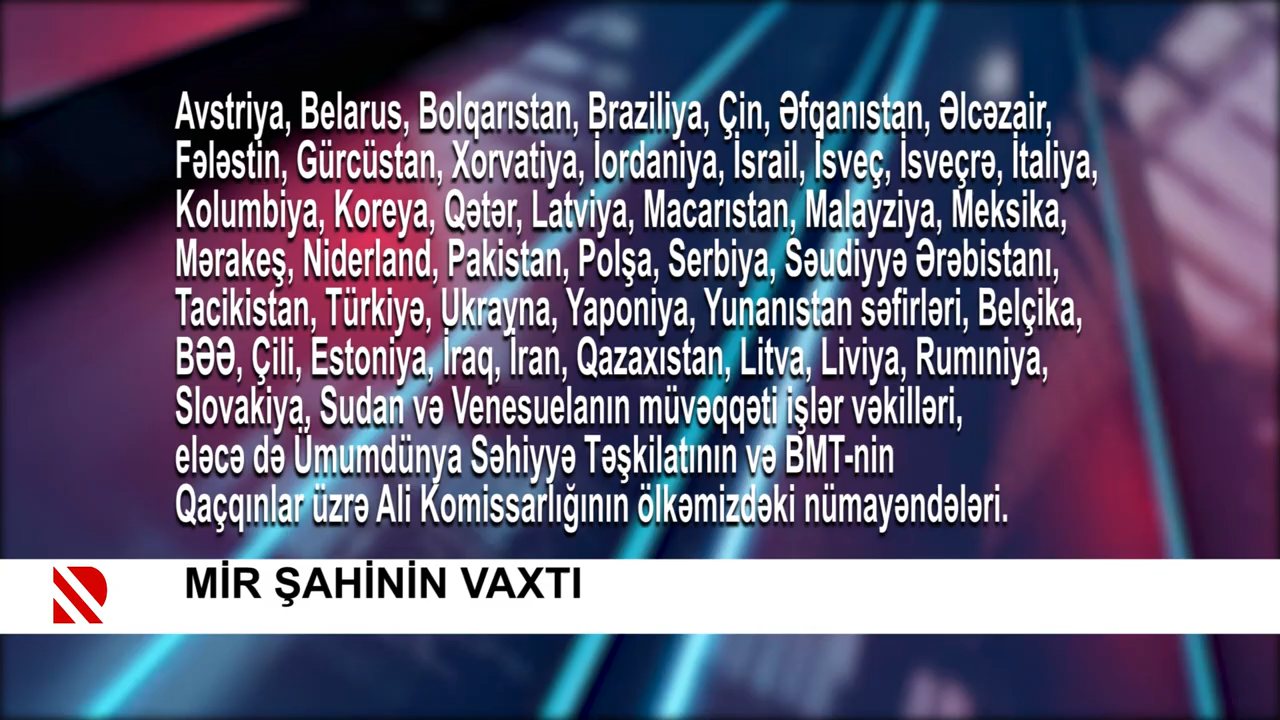 Avstriya, Belarus, Bolqarıstan, Braziliya, Çin, Əfqanıstan, Əlcəzair,
Fələstin, Gürcüstan, Xorvatiya, İordaniya, İsrail, İsveç, İsveçrə, İtaliya,
Kolumbiya, Koreya, Qətər, Latviya, Macarıstan, Malayziya, Meksika,
Mərakeş, Niderland, Pakistan, Polşa, Serbiya, Səudiyyə Ərəbistanı,
Tacikistan, Türkiyə, Ukrayna, Yaponiya, Yunanıstan səfirləri, Belçika,
BƏƏ, Çili, Estoniya, İraq, İran, Qazaxıstan, Litva, Liviya, Rumıniya,
Slovakiya, Sudan və Venesuelanın müvəqqəti işlər vəkilləri,
eləcə də Ümumdünya Səhiyyə Təşkilatının və BMT-nin
Qaçqınlar üzrə Ali Komissarlığının ölkəmizdəki nümayəndələri.
MİR ŞAHİNİN VAXTI